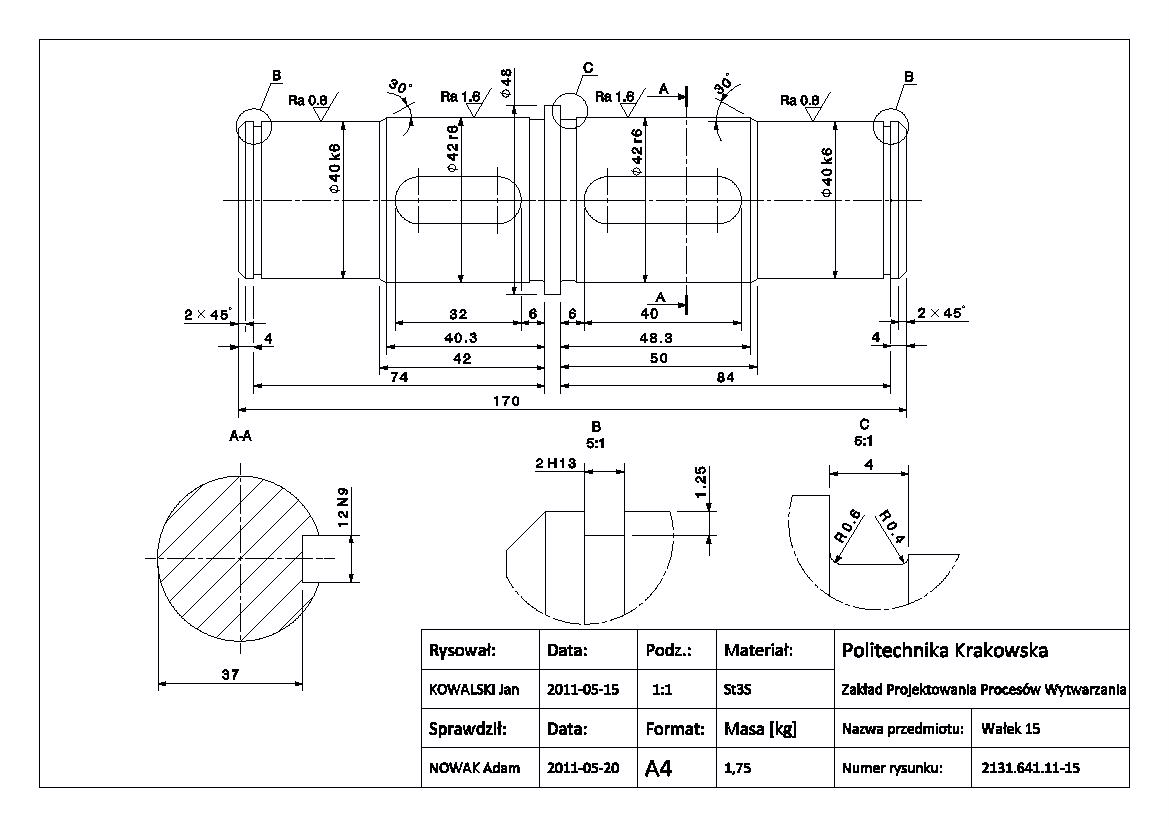 B
C
B
Ra 0.8
30°
Ra 1.6
⌀48
Ra 1.6
A
30°
Ra 0.8
⌀40 k6
⌀42 r6
⌀42 r6
⌀40 k6
A
2 × 45°
32
6
6
40
2 × 45°
4
40.3
48.3
4
42
50
74
84
170
A-A
B
5:1
C
5:1
2 H13
1.25
4
12 N9
R0.6
R0.4
37
Rysował: Data: Podz.: Materiał: Politechnika Krakowska
KOWALSKI Jan 2011-05-15 1:1 St3S Zakład Projektowania Procesów Wytwarzania
Sprawdził: Data: Format: Masa [kg] Nazwa przedmiotu: Wałek 15
NOWAK Adam 2011-05-20 A4 1,75 Numer rysunku: 2131.641.11-15